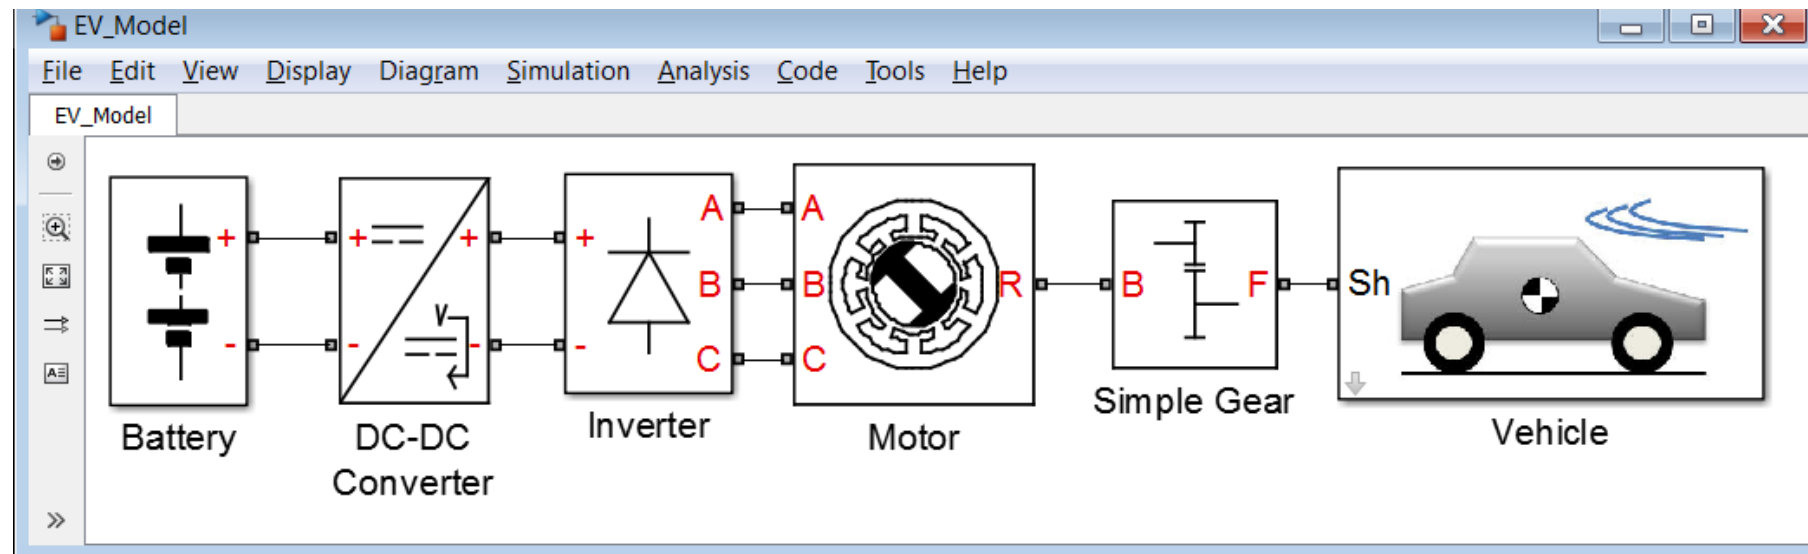 EV_Model
File Edit View Display Diagram Simulation Analysis Code Tools Help
EV_Model
+ + + + A A
B B R B F Sh
- - - - C C
V
A
Battery
DC-DC
Converter
Inverter
Motor
Simple Gear
Vehicle